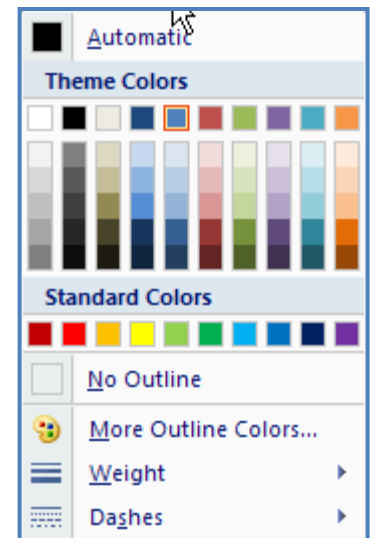 Automatic
Theme Colors
Standard Colors
No Outline
More Outline Colors...
Weight
Dashes